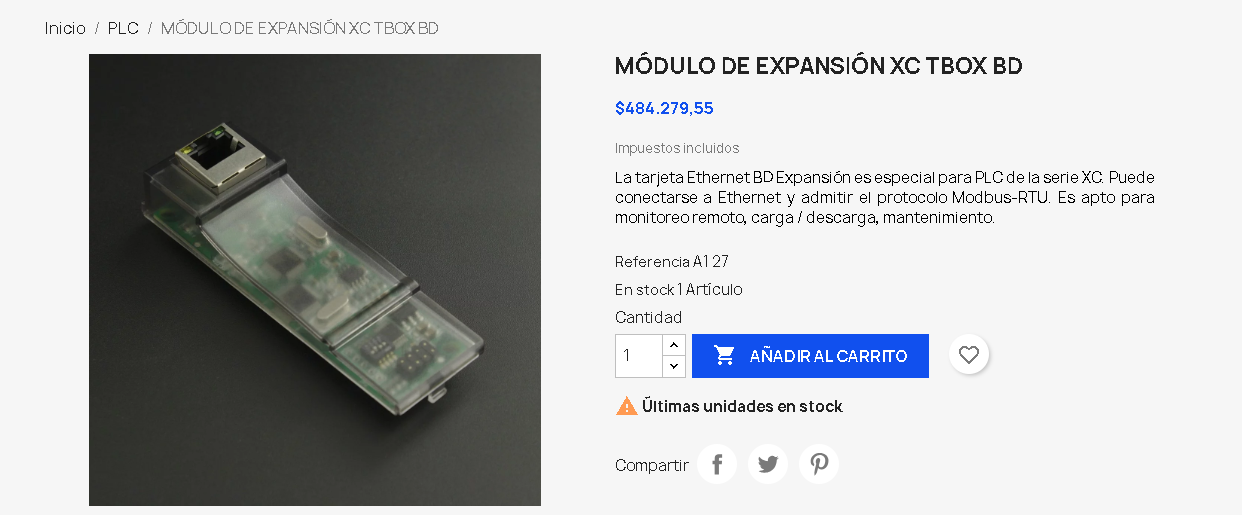 Inicio / PLC / MÓDULO DE EXPANSIÓN XC TBOX BD
MÓDULO DE EXPANSIÓN XC TBOX BD
$484.279,55
Impuestos incluidos
La tarjeta Ethernet BD Expansión es especial para PLC de la serie XC. Puede
conectarse a Ethernet y admitir el protocolo Modbus-RTU. Es apto para
monitoreo remoto, carga / descarga, mantenimiento.
Referencia A127
En stock 1 Artículo
Cantidad
1
AÑADIR AL CARRITO
Últimas unidades en stock
Compartir